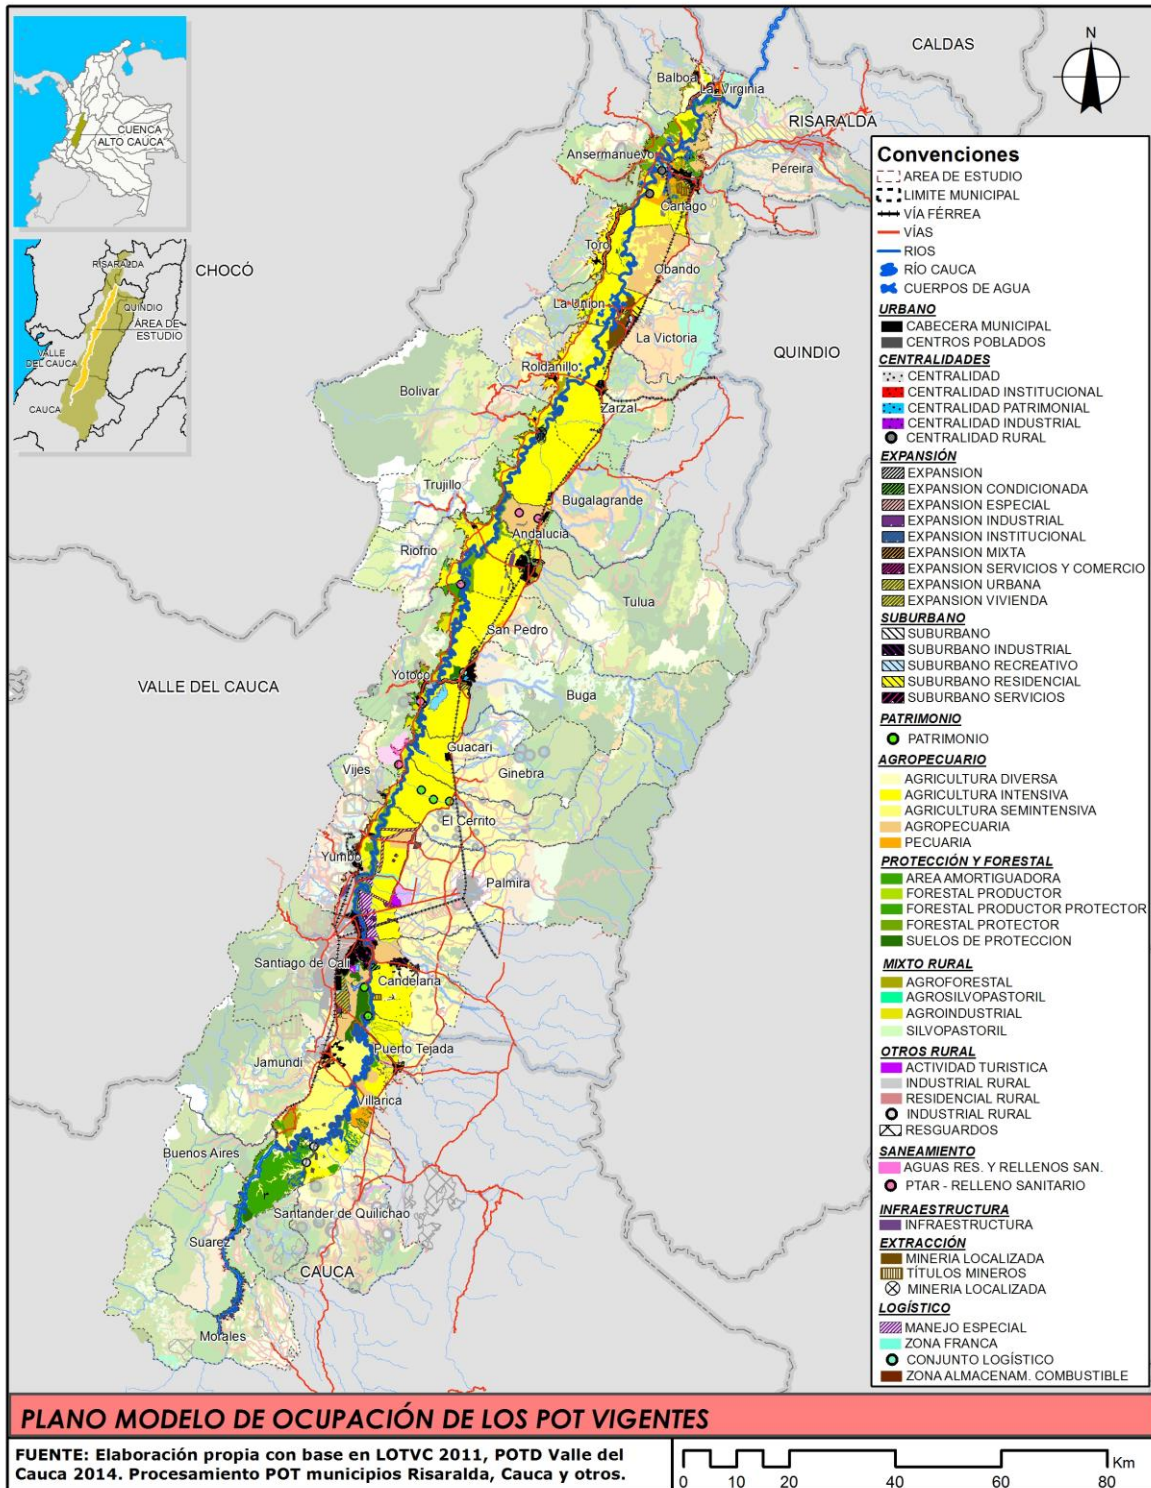 CUENCA
ALTO CAUCA
RISARALDA
QUINDIO
ÁREA DE
ESTUDIO
VALLE
DEL CAUCA
CAUCA
CALDAS
N
Balboa
La_Virginia
RISARALDA
Ansermanuevo
Pereira
Cartago
CHOCÓ
Toro
Obando
La Union
La Victoria
QUINDIO
Roldanillo
Bolivar
Zarzal
Trujillo
Bugalagrande
Andalucia
Riofrio
Tulua
San Pedro
VALLE DEL CAUCA
Yotoco
Buga
Guacari
Vijes
Ginebra
El Cerrito
Yumbo
Palmira
Santiago de Cali
Candelaria
Puerto Tejada
Jamundi
Villarica
Buenos Aires
Santander de Quilichao
Suarez
CAUCA
Morales
Convenciones
AREA DE ESTUDIO
LIMITE MUNICIPAL
VÍA FÉRREA
VÍAS
RIOS
RÍO CAUCA
CUERPOS DE AGUA
URBANO
CABECERA MUNICIPAL
CENTROS POBLADOS
CENTRALIDADES
CENTRALIDAD
CENTRALIDAD INSTITUCIONAL
CENTRALIDAD PATRIMONIAL
CENTRALIDAD INDUSTRIAL
CENTRALIDAD RURAL
EXPANSIÓN
EXPANSION
EXPANSION CONDICIONADA
EXPANSION ESPECIAL
EXPANSION INDUSTRIAL
EXPANSION INSTITUCIONAL
EXPANSION MIXTA
EXPANSION SERVICIOS Y COMERCIO
EXPANSION URBANA
EXPANSION VIVIENDA
SUBURBANO
SUBURBANO
SUBURBANO INDUSTRIAL
SUBURBANO RECREATIVO
SUBURBANO RESIDENCIAL
SUBURBANO SERVICIOS
PATRIMONIO
PATRIMONIO
AGROPECUARIO
AGRICULTURA DIVERSA
AGRICULTURA INTENSIVA
AGRICULTURA SEMINTENSIVA
AGROPECUARIA
PECUARIA
PROTECCIÓN Y FORESTAL
AREA AMORTIGUADORA
FORESTAL PRODUCTOR
FORESTAL PRODUCTOR PROTECTOR
FORESTAL PROTECTOR
SUELOS DE PROTECCION
MIXTO RURAL
AGROFORESTAL
AGROSILVOPASTORIL
AGROINDUSTRIAL
SILVOPASTORIL
OTROS RURAL
ACTIVIDAD TURISTICA
INDUSTRIAL RURAL
RESIDENCIAL RURAL
INDUSTRIAL RURAL
RESGUARDOS
SANEAMIENTO
AGUAS RES. Y RELLENOS SAN.
PTAR - RELLENO SANITARIO
INFRAESTRUCTURA
INFRAESTRUCTURA
EXTRACCIÓN
MINERIA LOCALIZADA
TÍTULOS MINEROS
MINERIA LOCALIZADA
LOGÍSTICO
MANEJO ESPECIAL
ZONA FRANCA
CONJUNTO LOGÍSTICO
ZONA ALMACENAM. COMBUSTIBLE
PLANO MODELO DE OCUPACIÓN DE LOS POT VIGENTES
FUENTE: Elaboración propia con base en LOTVC 2011, POTD Valle del
Cauca 2014. Procesamiento POT municipios Risaralda, Cauca y otros.
Km
0 10 20 40 60 80